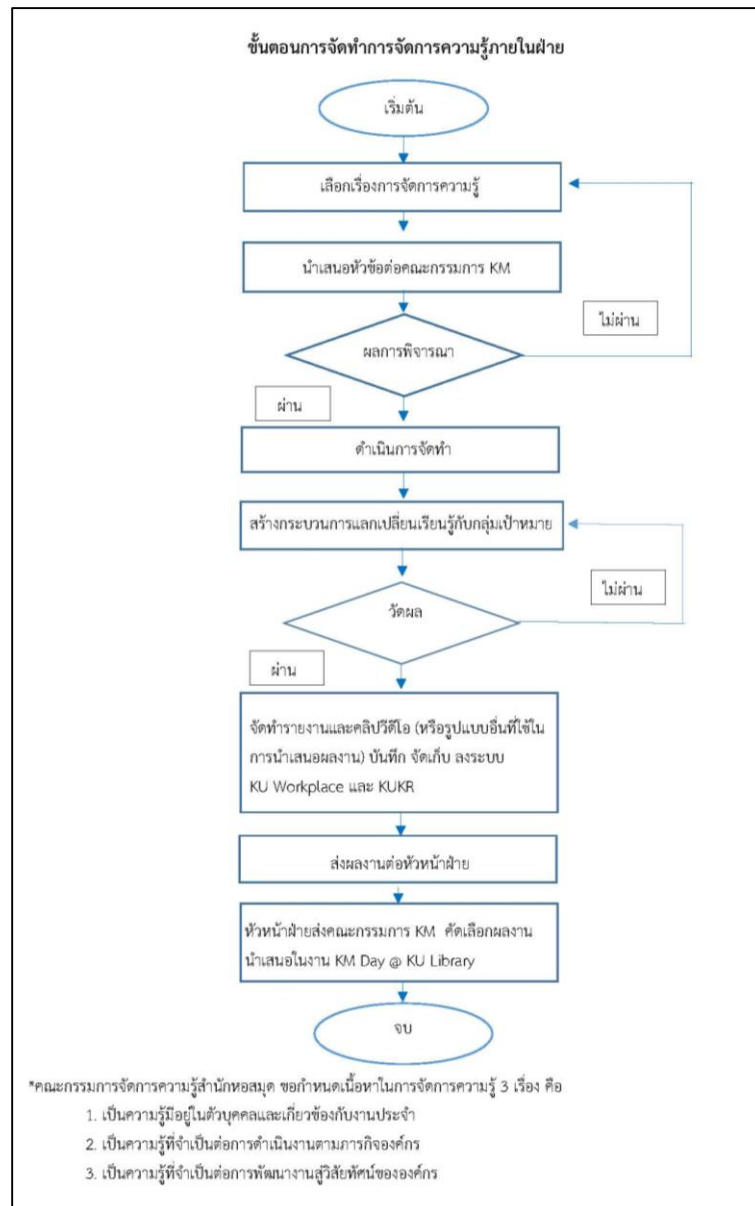 ขั้นตอนการจัดทำการจัดการความรู้ภายในฝ่าย
เริ่มต้น
เลือกเรื่องการจัดการความรู้
นำเสนอหัวข้อต่อคณะกรรมการ KM
ไม่ผ่าน
ผลการพิจารณา
ผ่าน
ดำเนินการจัดทำ
สร้างกระบวนการแลกเปลี่ยนเรียนรู้กับกลุ่มเป้าหมาย
ไม่ผ่าน
วัดผล
ผ่าน
จัดทำรายงานและคลิปวีดีโอ (หรือรูปแบบอื่นที่ใช้ใน
การนำเสนอผลงาน) บันทึก จัดเก็บ ลงระบบ
KU Workplace และ KUKR
ส่งผลงานต่อหัวหน้าฝ่าย
หัวหน้าฝ่ายส่งคณะกรรมการ KM คัดเลือกผลงาน
นำเสนอในงาน KM Day @ KU Library
จบ
*คณะกรรมการจัดการความรู้สำนักหอสมุด ขอกำหนดเนื้อหาในการจัดการความรู้ 3 เรื่อง คือ
1. เป็นความรู้มีอยู่ในตัวบุคคลและเกี่ยวข้องกับงานประจำ
2. เป็นความรู้ที่จำเป็นต่อการดำเนินงานตามภารกิจองค์กร
3. เป็นความรู้ที่จำเป็นต่อการพัฒนางานสู่วิสัยทัศน์ขององค์กร